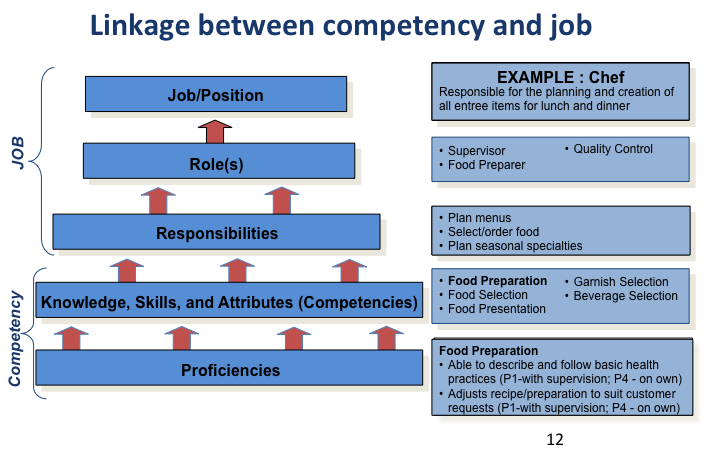 Linkage between competency and job
JOB
Job/Position
EXAMPLE : Chef
Responsible for the planning and creation of
all entree items for lunch and dinner
Role(s)
• Supervisor
• Food Preparer
• Quality Control
Responsibilities
• Plan menus
• Select/order food
• Plan seasonal specialties
Competency
Knowledge, Skills, and Attributes (Competencies)
• Food Preparation
• Food Selection
• Food Presentation
• Garnish Selection
• Beverage Selection
Proficiencies
Food Preparation
• Able to describe and follow basic health
practices (P1-with supervision; P4 - on own)
• Adjusts recipe/preparation to suit customer
requests (P1-with supervision; P4 - on own)
12